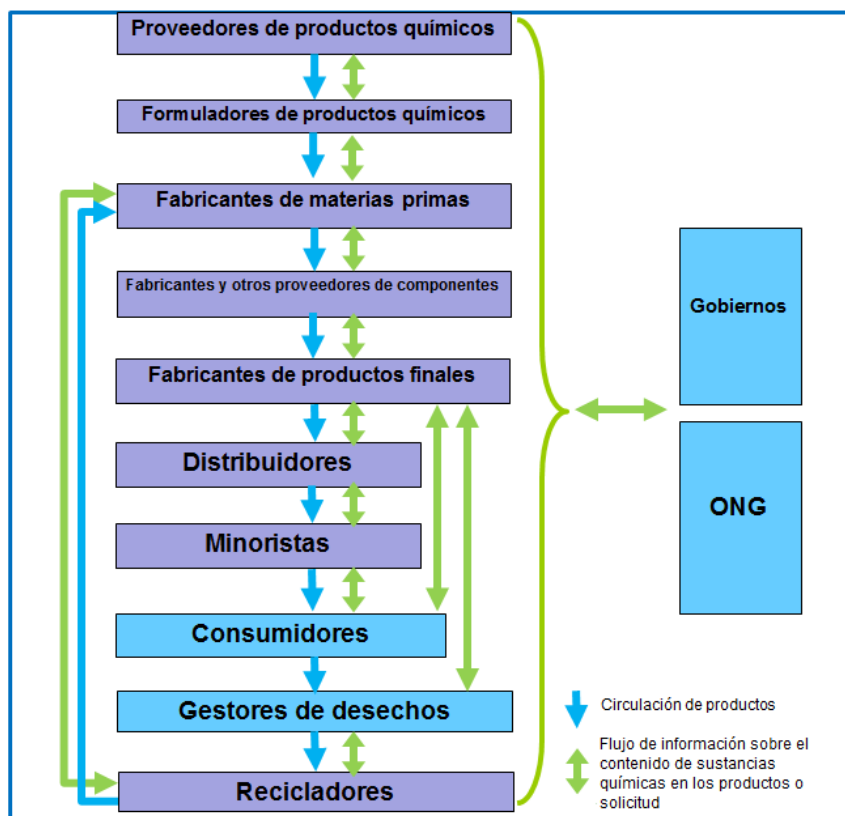 Proveedores de productos químicos
Formuladores de productos químicos
Fabricantes de materias primas
Fabricantes y otros proveedores de componentes
Fabricantes de productos finales
Distribuidores
Minoristas
Consumidores
Gestores de desechos
Recicladores
Gobiernos
ONG
Circulación de productos
Flujo de información sobre el
contenido de sustancias
químicas en los productos o
solicitud